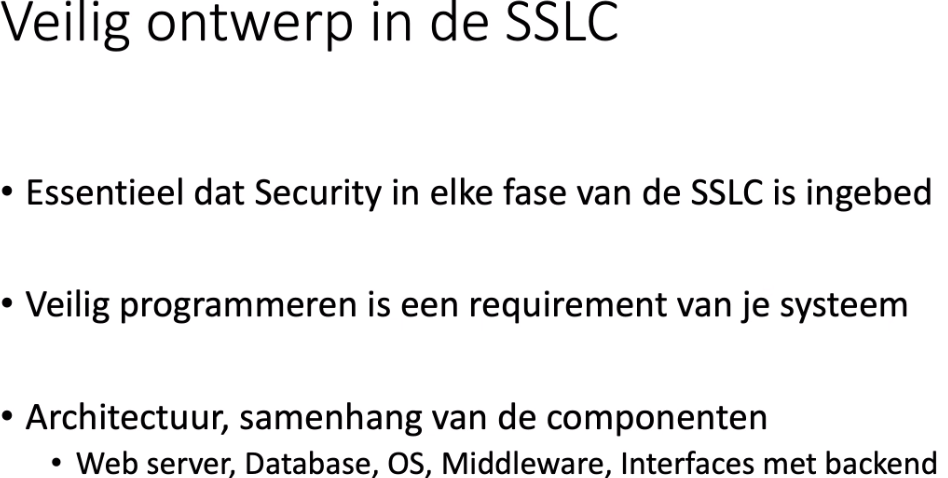 Veilig ontwerp in de SSLC
• Essentieel dat Security in elke fase van de SSLC is ingebed
• Veilig programmeren is een requirement van je systeem
• Architectuur, samenhang van de componenten
• Web server, Database, OS, Middleware, Interfaces met backend